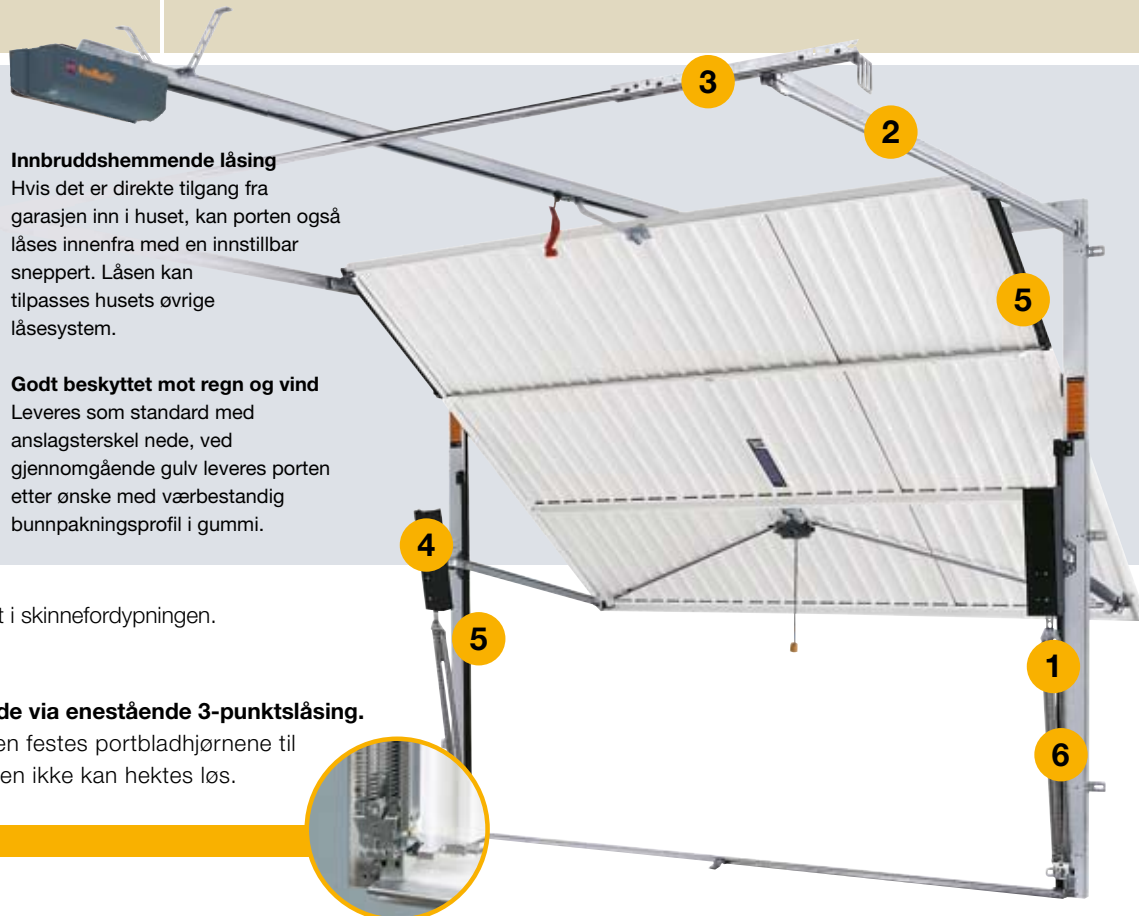 3
2
Innbruddshemmende låsing
Hvis det er direkte tilgang fra
garasjen inn i huset, kan porten også
låses innenfra med en innstillbar
sneppert. Låsen kan
tilpasses husets øvrige
låsesystem.
5
Godt beskyttet mot regn og vind
Leveres som standard med
anslagsterskel nede, ved
gjennomgående gulv leveres porten
etter ønske med værbestandig
bunnpakningsprofil i gummi.
4
t i skinnefordypningen.
5
1
de via enestående 3-punktslåsing.
en festes portbladhjørnene til
en ikke kan hektes løs.
6